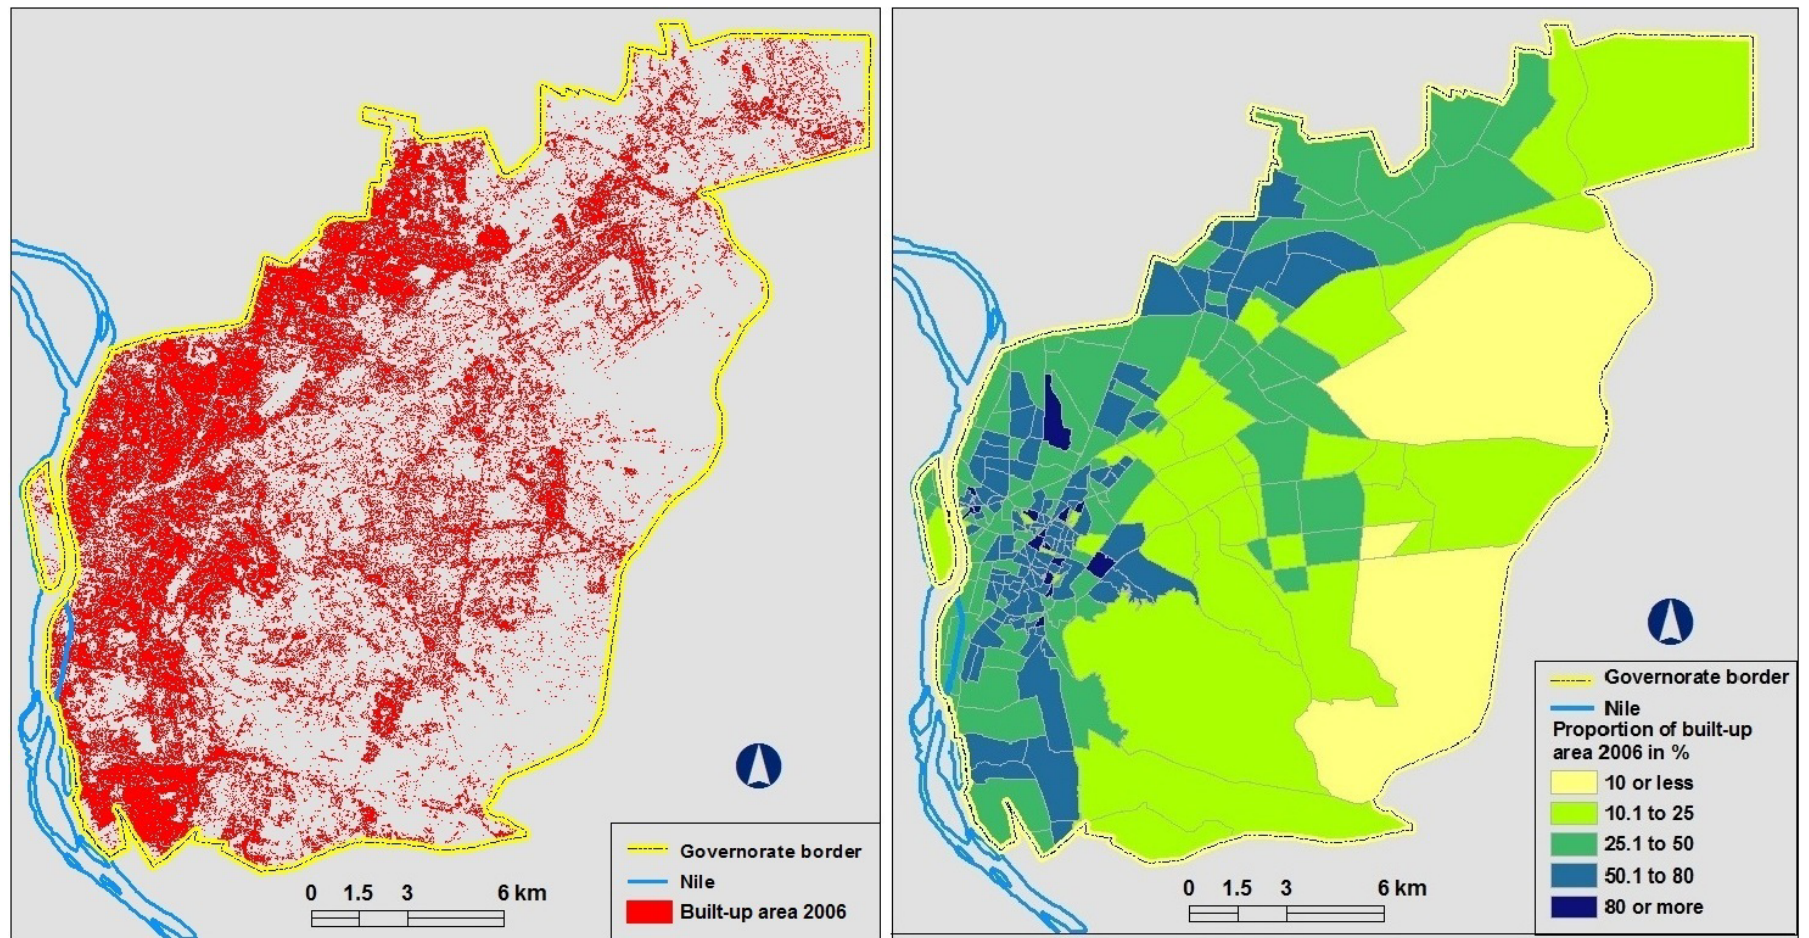 Governorate border
Nile
Built-up area 2006
0 1.5 3 6 km
Governorate border
Nile
Proportion of built-up
area 2006 in %
10 or less
10.1 to 25
25.1 to 50
50.1 to 80
80 or more
0 1.5 3 6 km